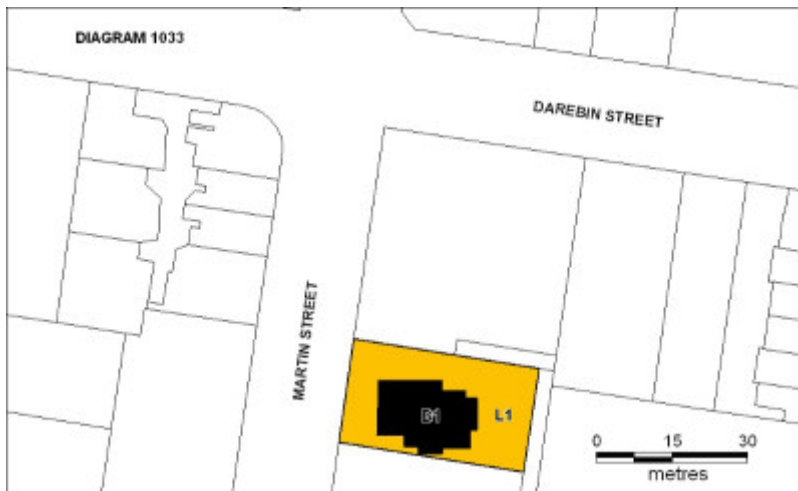 DIAGRAM 1033
DAREBIN STREET
MARTIN STREET
B1
L1
0 15 30
metres